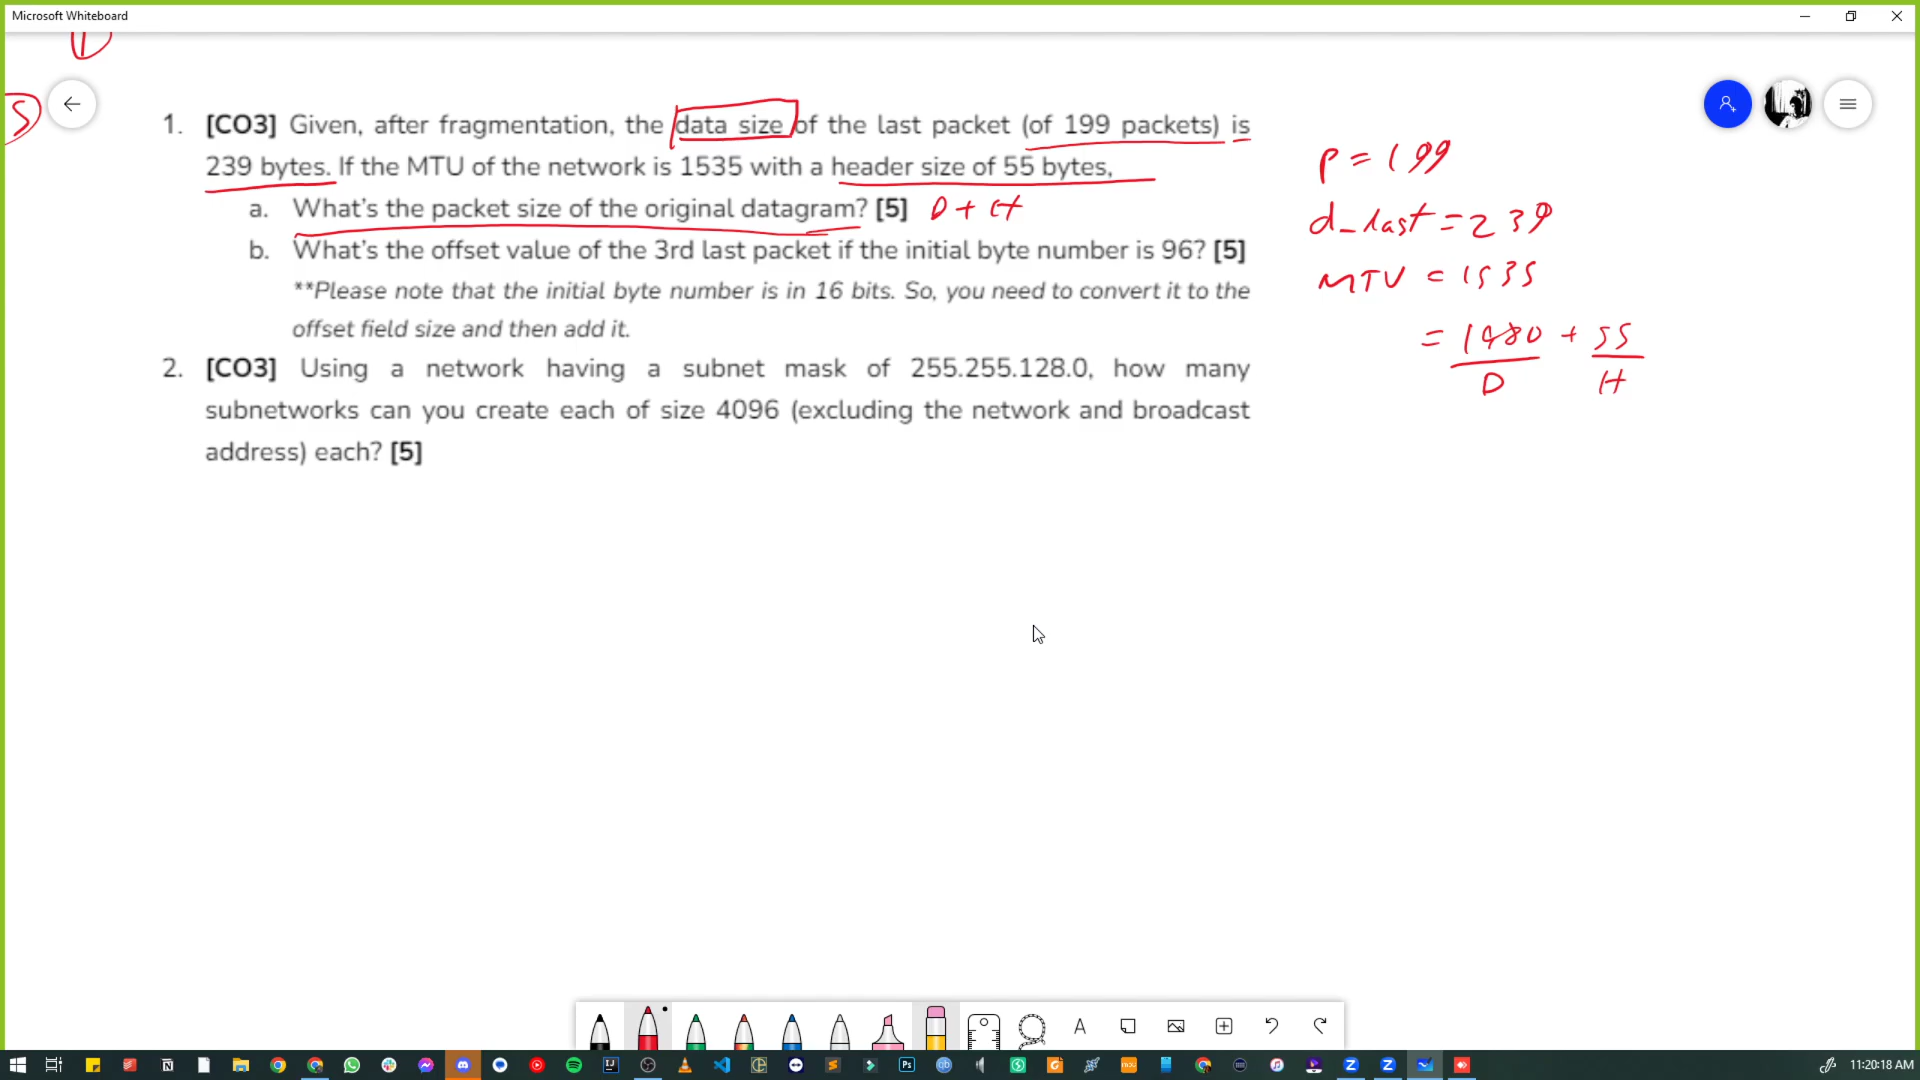 Microsoft Whiteboard
D
S
1. [CO3] Given, after fragmentation, the data size of the last packet (of 199 packets) is
239 bytes. If the MTU of the network is 1535 with a header size of 55 bytes,
a. What's the packet size of the original datagram? [5] D + H
b. What's the offset value of the 3rd last packet if the initial byte number is 96? [5]
**Please note that the initial byte number is in 16 bits. So, you need to convert it to the
offset field size and then add it.
2. [CO3] Using a network having a subnet mask of 255.255.128.0, how many
subnetworks can you create each of size 4096 (excluding the network and broadcast
address) each? [5]
P = 199
d_last = 239
MTU = 1535
= 1480 + 55
D H
A
11:20:18 AM